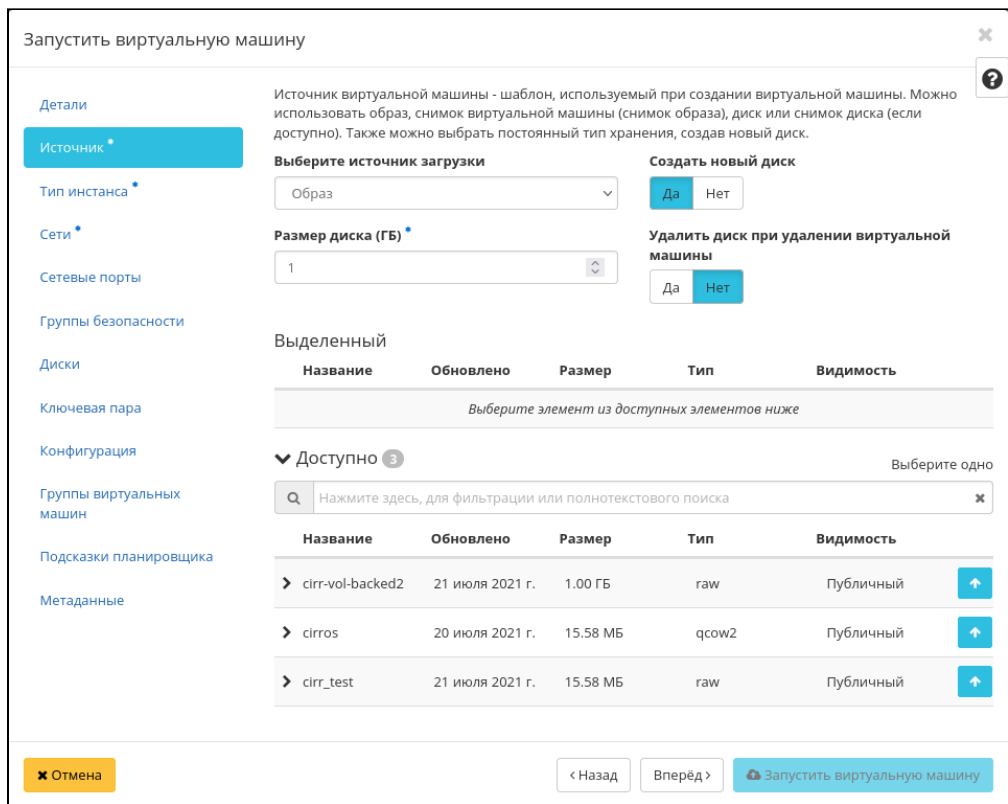 Запустить виртуальную машину
Детали
Источник
Тип инстанса
Сети
Сетевые порты
Группы безопасности
Диски
Ключевая пара
Конфигурация
Группы виртуальных
машин
Подсказки планировщика
Метаданные
Источник виртуальной машины - шаблон, используемый при создании виртуальной машины. Можно
использовать образ, снимок виртуальной машины (снимок образа), диск или снимок диска (если
доступно). Также можно выбрать постоянный тип хранения, создав новый диск.
Выберите источник загрузки
Образ
Создать новый диск
Да Нет
Размер диска (ГБ)
1
Удалить диск при удалении виртуальной
машины
Да Нет
Выделенный
Название Обновлено Размер Тип Видимость
Выберите элемент из доступных элементов ниже
Доступно 3
Выберите одно
Нажмите здесь, для фильтрации или полнотекстового поиска
Название Обновлено Размер Тип Видимость
cirr-vol-backed2 21 июля 2021 г. 1.00 ГБ raw Публичный
cirros 20 июля 2021 г. 15.58 МБ qcow2 Публичный
cirr_test 21 июля 2021 г. 15.58 МБ raw Публичный
Отмена
Назад
Вперёд
Запустить виртуальную машину